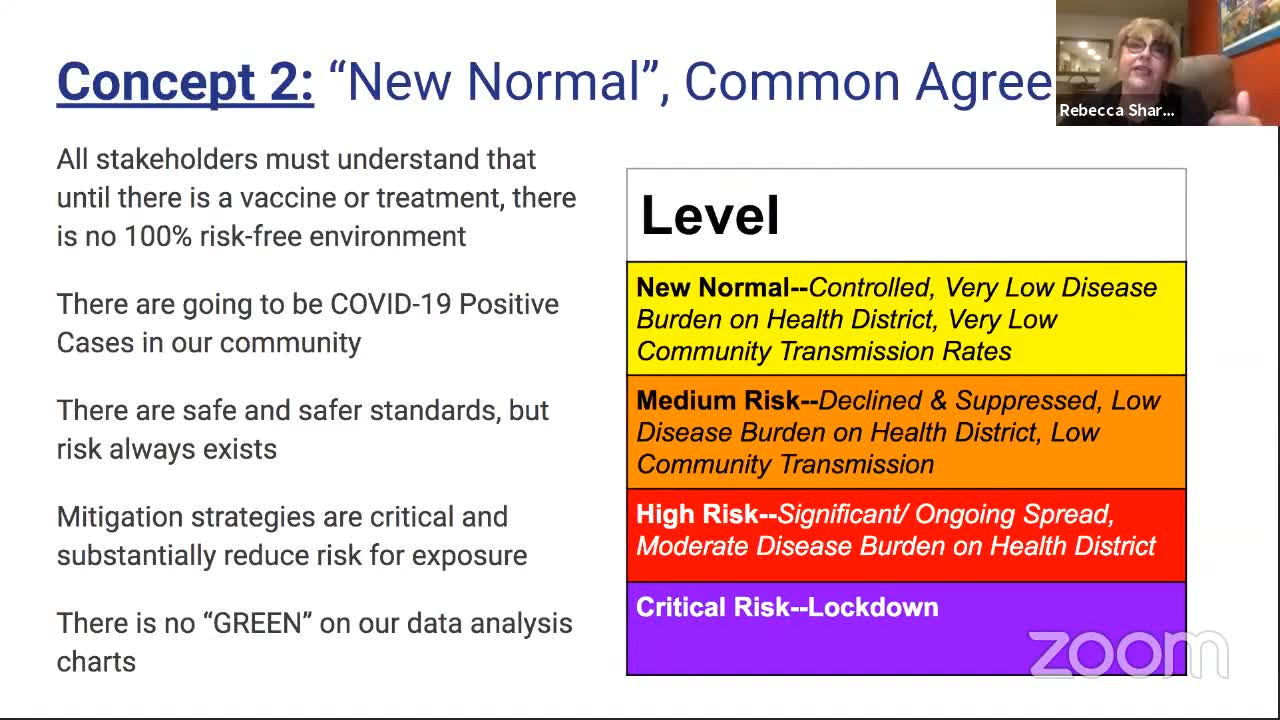 Concept 2: “New Normal”, Common Agree
Rebecca Shar...
All stakeholders must understand that
until there is a vaccine or treatment, there
is no 100% risk-free environment
There are going to be COVID-19 Positive
Cases in our community
There are safe and safer standards, but
risk always exists
Mitigation strategies are critical and
substantially reduce risk for exposure
There is no “GREEN” on our data analysis
charts
Level
New Normal--Controlled, Very Low Disease
Burden on Health District, Very Low
Community Transmission Rates
Medium Risk--Declined & Suppressed, Low
Disease Burden on Health District, Low
Community Transmission
High Risk--Significant/ Ongoing Spread,
Moderate Disease Burden on Health District
Critical Risk--Lockdown
zoom